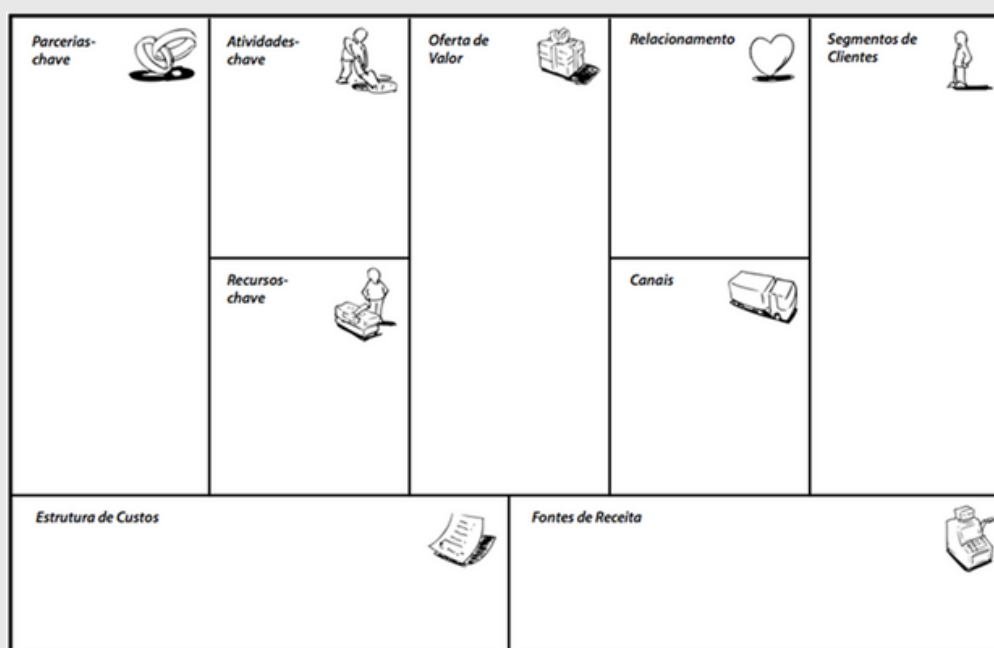 Parcerias-
chave
Atividades-
chave
Oferta de
Valor
Relacionamento
Segmentos de
Clientes
Recursos-
chave
Canais
Estrutura de Custos
Fontes de Receita